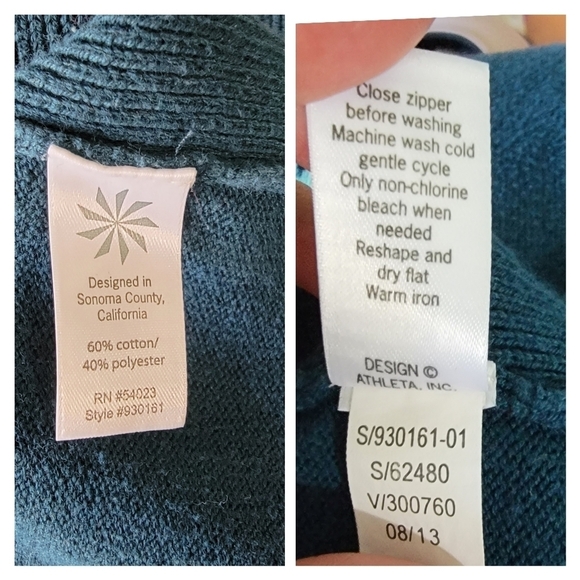 Designed in
Sonoma County,
California
60% cotton/
40% polyester
RN #54023
Style #930161
Close zipper
before washing
Machine wash cold
gentle cycle
Only non-chlorine
bleach when
needed
Reshape and
dry flat
Warm iron
DESIGN ©
ATHLETA, INC.
S/930161-01
S/62480
V/300760
08/13